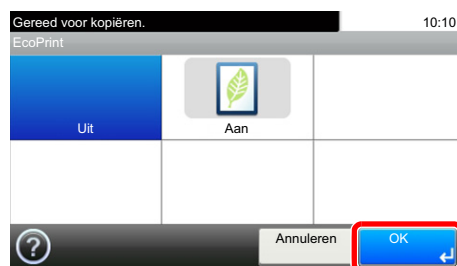 Gereed voor kopiëren. 10:10
EcoPrint
Uit Aan
? Annuleren OK